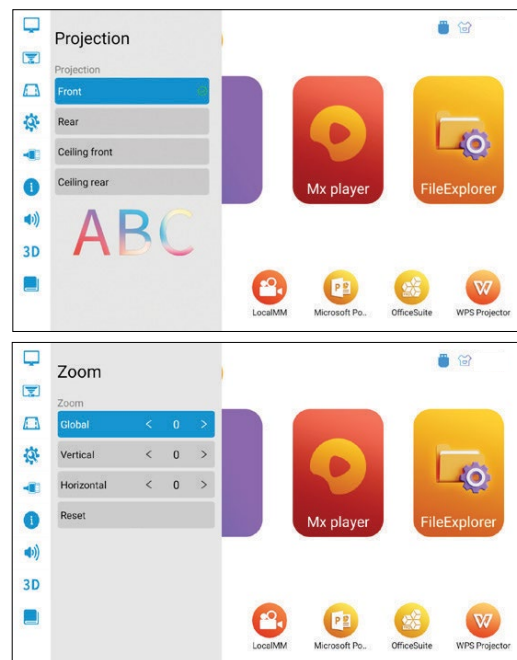 Projection
Projection
Front
Rear
Ceiling front
Ceiling rear
ABC
3D
Mx player
FileExplorer
LocalMM
Microsoft Po..
OfficeSuite
WPS Projector
Zoom
Zoom
Global < 0 >
Vertical < 0 >
Horizontal < 0 >
Reset
3D
Mx player
FileExplorer
LocalMM
Microsoft Po..
OfficeSuite
WPS Projector